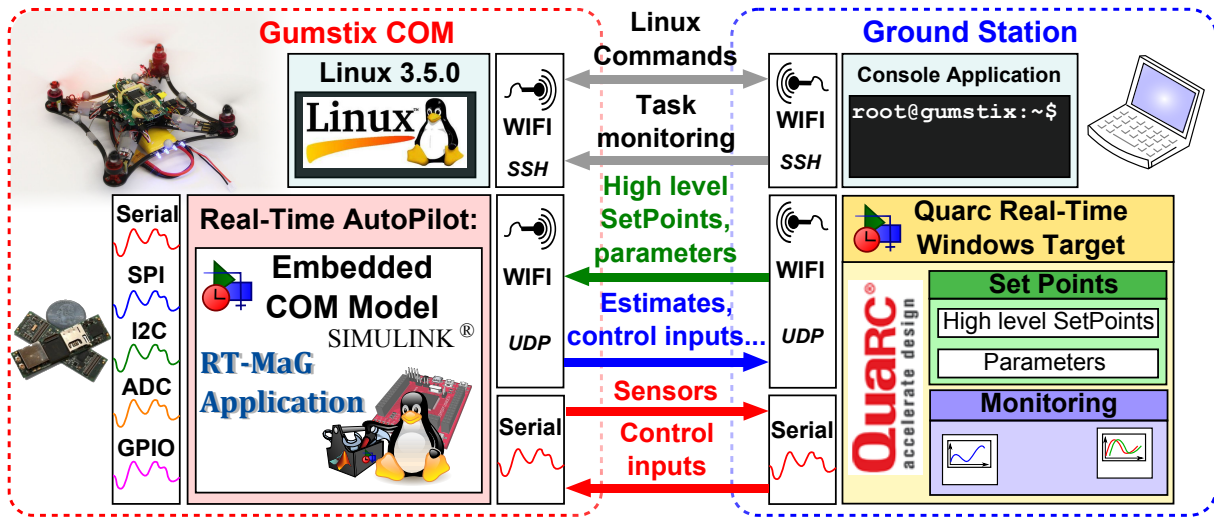 Gumstix COM
Linux
Commands
Ground Station
Linux 3.5.0
Linux™
WIFI
SSH
Task
monitoring
WIFI
SSH
Console Application
root@gumstix:~$
Serial
SPI
I2C
ADC
GPIO
Real-Time AutoPilot:
Embedded
COM Model
SIMULINK ®
RT-MaG
Application
WIFI
UDP
Serial
High level
SetPoints,
parameters
Estimates,
control inputs...
Sensors
Control
inputs
WIFI
UDP
Serial
Quarc Real-Time
Windows Target
QUARC®
accelerate design
Set Points
High level SetPoints
Parameters
Monitoring